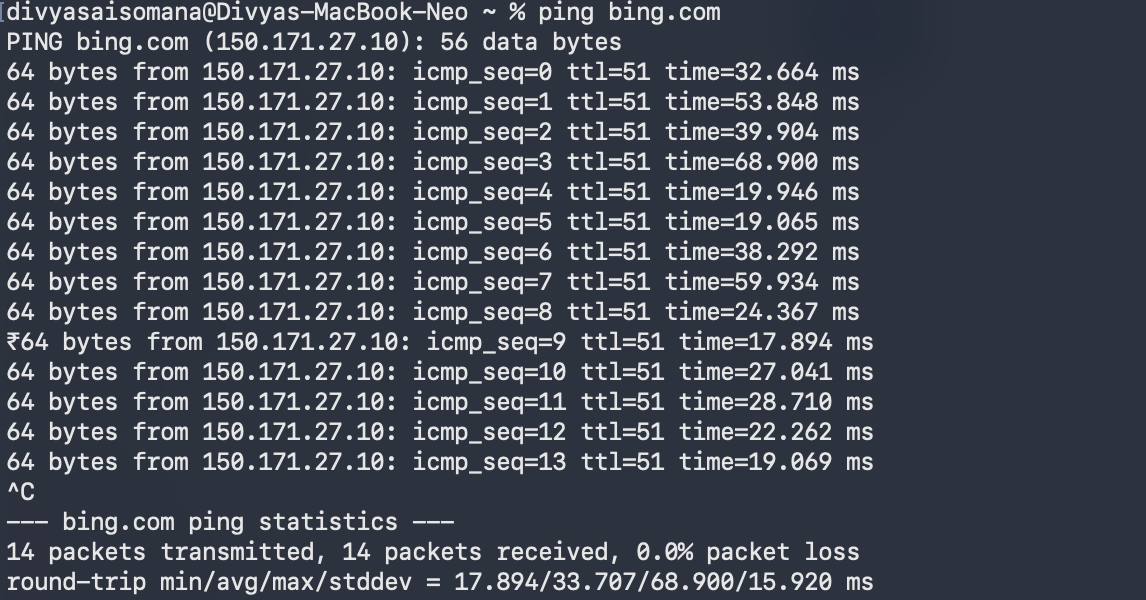 [divyasaisomana@Divyas-MacBook-Neo ~ % ping bing.com
PING bing.com (150.171.27.10): 56 data bytes
64 bytes from 150.171.27.10: icmp_seq=0 ttl=51 time=32.664 ms
64 bytes from 150.171.27.10: icmp_seq=1 ttl=51 time=53.848 ms
64 bytes from 150.171.27.10: icmp_seq=2 ttl=51 time=39.904 ms
64 bytes from 150.171.27.10: icmp_seq=3 ttl=51 time=68.900 ms
64 bytes from 150.171.27.10: icmp_seq=4 ttl=51 time=19.946 ms
64 bytes from 150.171.27.10: icmp_seq=5 ttl=51 time=19.065 ms
64 bytes from 150.171.27.10: icmp_seq=6 ttl=51 time=38.292 ms
64 bytes from 150.171.27.10: icmp_seq=7 ttl=51 time=59.934 ms
64 bytes from 150.171.27.10: icmp_seq=8 ttl=51 time=24.367 ms
₹64 bytes from 150.171.27.10: icmp_seq=9 ttl=51 time=17.894 ms
64 bytes from 150.171.27.10: icmp_seq=10 ttl=51 time=27.041 ms
64 bytes from 150.171.27.10: icmp_seq=11 ttl=51 time=28.710 ms
64 bytes from 150.171.27.10: icmp_seq=12 ttl=51 time=22.262 ms
64 bytes from 150.171.27.10: icmp_seq=13 ttl=51 time=19.069 ms
^C
--- bing.com ping statistics ---
14 packets transmitted, 14 packets received, 0.0% packet loss
round-trip min/avg/max/stddev = 17.894/33.707/68.900/15.920 ms